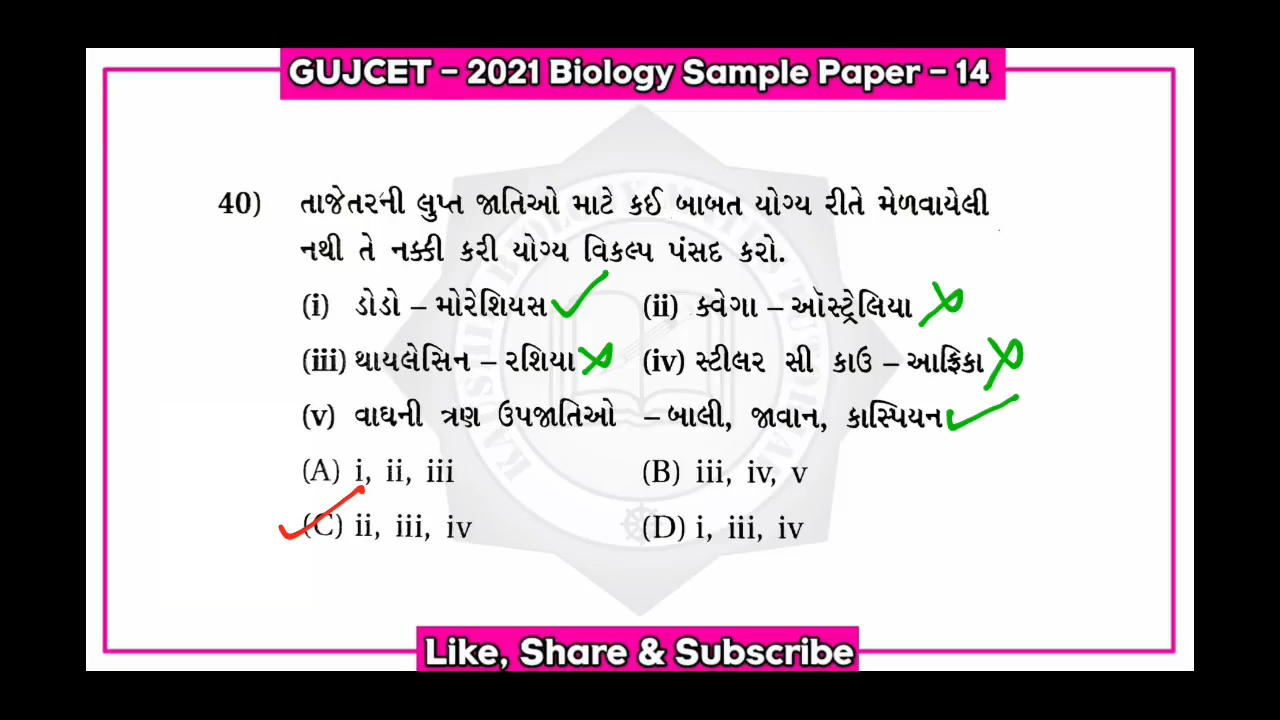 GUJCET – 2021 Biology Sample Paper – 14
40) તાજેતરની લુપ્ત જાતિઓ માટે કઈ બાબત યોગ્ય રીતે મેળવાયેલી
નથી તે નક્કી કરી યોગ્ય વિકલ્પ પંસદ કરો.
(i) ડોડો – મોરેશિયસ (ii) ક્વેગા – ઑસ્ટ્રેલિયા
(iii) થાયલેસિન – રશિયા (iv) સ્ટીલર સી કાઉ – આફ્રિકા
(v) વાઘની ત્રણ ઉપજાતિઓ – બાલી, જાવાન, કાસ્પિયન
(A) i, ii, iii (B) iii, iv, v
(C) ii, iii, iv (D) i, iii, iv
Like, Share & Subscribe